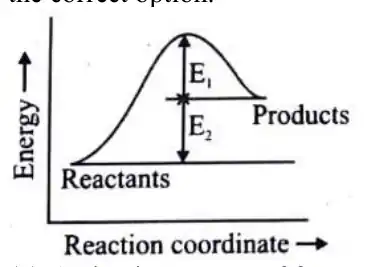 the correct option.
Energy →
E₁
E₂
Products
Reactants
Reaction coordinate →